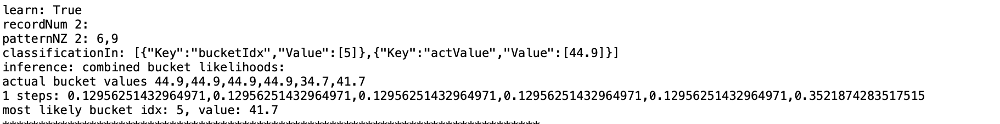 learn: True
recordNum 2:
patternNZ 2: 6,9
classificationIn: [{"Key":"bucketIdx","Value":[5]},{"Key":"actValue","Value":[44.9]}]
inference: combined bucket likelihoods:
actual bucket values 44.9,44.9,44.9,44.9,34.7,41.7
1 steps: 0.12956251432964971,0.12956251432964971,0.12956251432964971,0.12956251432964971,0.12956251432964971,0.3521874283517515
most likely bucket idx: 5, value: 41.7
***************************************************************************